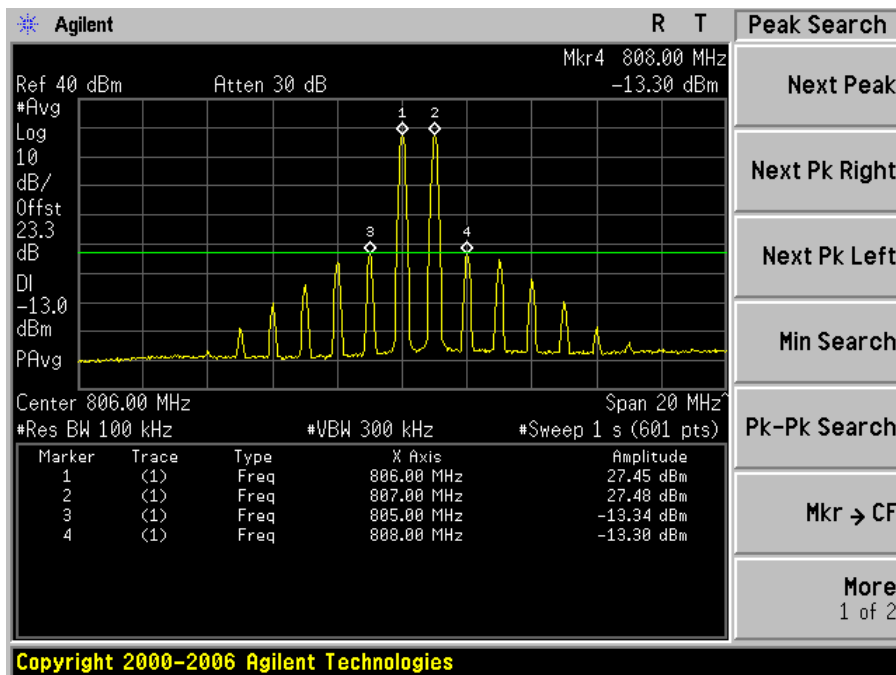 Agilent R T Peak Search
Mkr4 808.00 MHz
Ref 40 dBm Atten 30 dB -13.30 dBm
#Avg
Log
10
dB/
Offst
23.3
dB
DI
-13.0
dBm
PAvg
1 2
3 4
Center 806.00 MHz Span 20 MHz^
#Res BW 100 kHz #VBW 300 kHz #Sweep 1 s (601 pts)
Marker Trace Type X Axis Amplitude
1 (1) Freq 806.00 MHz 27.45 dBm
2 (1) Freq 807.00 MHz 27.48 dBm
3 (1) Freq 805.00 MHz -13.34 dBm
4 (1) Freq 808.00 MHz -13.30 dBm
Next Peak
Next Pk Right
Next Pk Left
Min Search
Pk-Pk Search
Mkr → CF
More
1 of 2
Copyright 2000-2006 Agilent Technologies